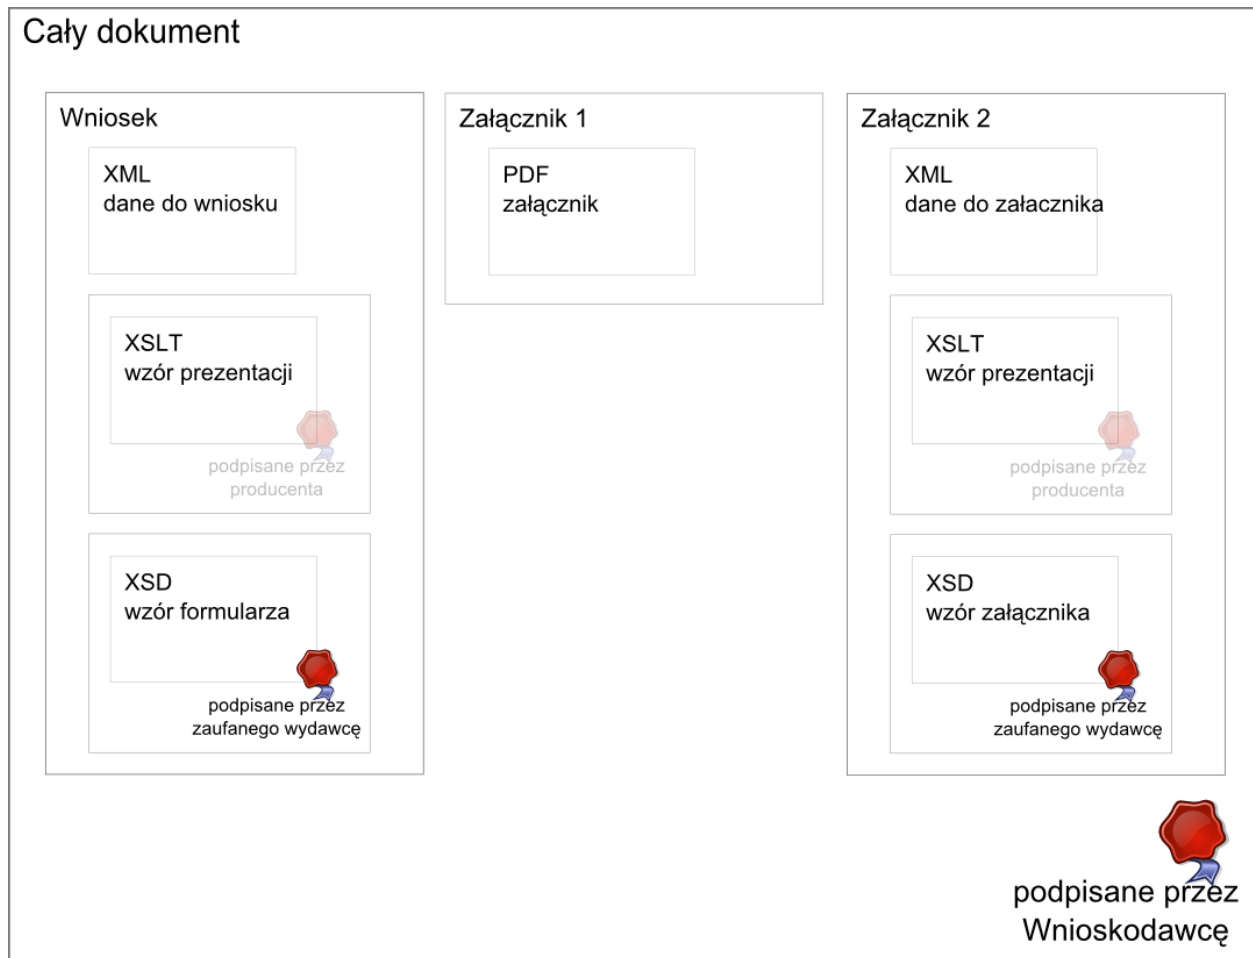 Cały dokument
Wniosek
XML
dane do wniosku
XSLT
wzór prezentacji
podpisane przez
producenta
XSD
wzór formularza
podpisane przez
zaufanego wydawcę
Załącznik 1
PDF
załącznik
Załącznik 2
XML
dane do załacznika
XSLT
wzór prezentacji
podpisane przez
producenta
XSD
wzór załącznika
podpisane przez
zaufanego wydawcę
podpisane przez
Wnioskodawcę